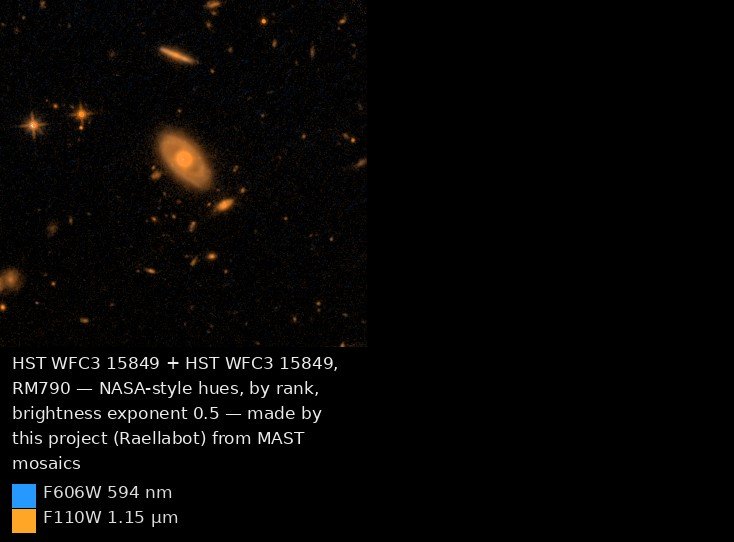 HST WFC3 15849 + HST WFC3 15849,
RM790 — NASA-style hues, by rank,
brightness exponent 0.5 — made by
this project (Raellabot) from MAST
mosaics
F606W 594 nm
F110W 1.15 μm